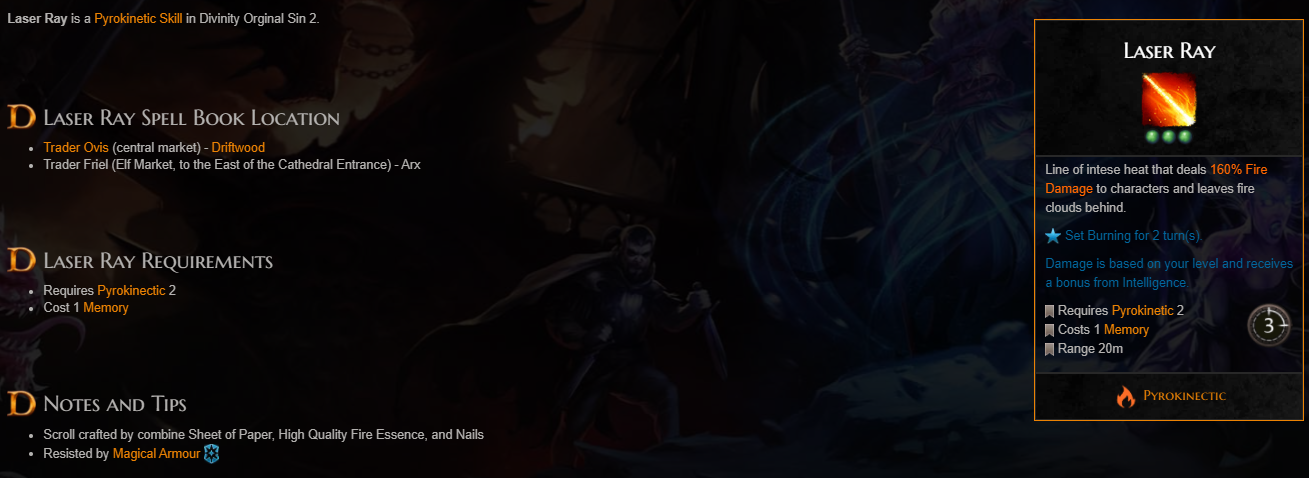 Laser Ray is a Pyrokinetic Skill in Divinity Orginal Sin 2.
Laser Ray Spell Book Location
Trader Ovis (central market) - Driftwood
Trader Friel (Elf Market, to the East of the Cathedral Entrance) - Arx
Laser Ray Requirements
Requires Pyrokinectic 2
Cost 1 Memory
Notes and Tips
Scroll crafted by combine Sheet of Paper, High Quality Fire Essence, and Nails
Resisted by Magical Armour
Laser Ray
Line of intese heat that deals 160% Fire
Damage to characters and leaves fire
clouds behind.
Set Burning for 2 turn(s).
Damage is based on your level and receives
a bonus from Intelligence
Requires Pyrokinetic 2
Costs 1 Memory
Range 20m
3
Pyrokinectic